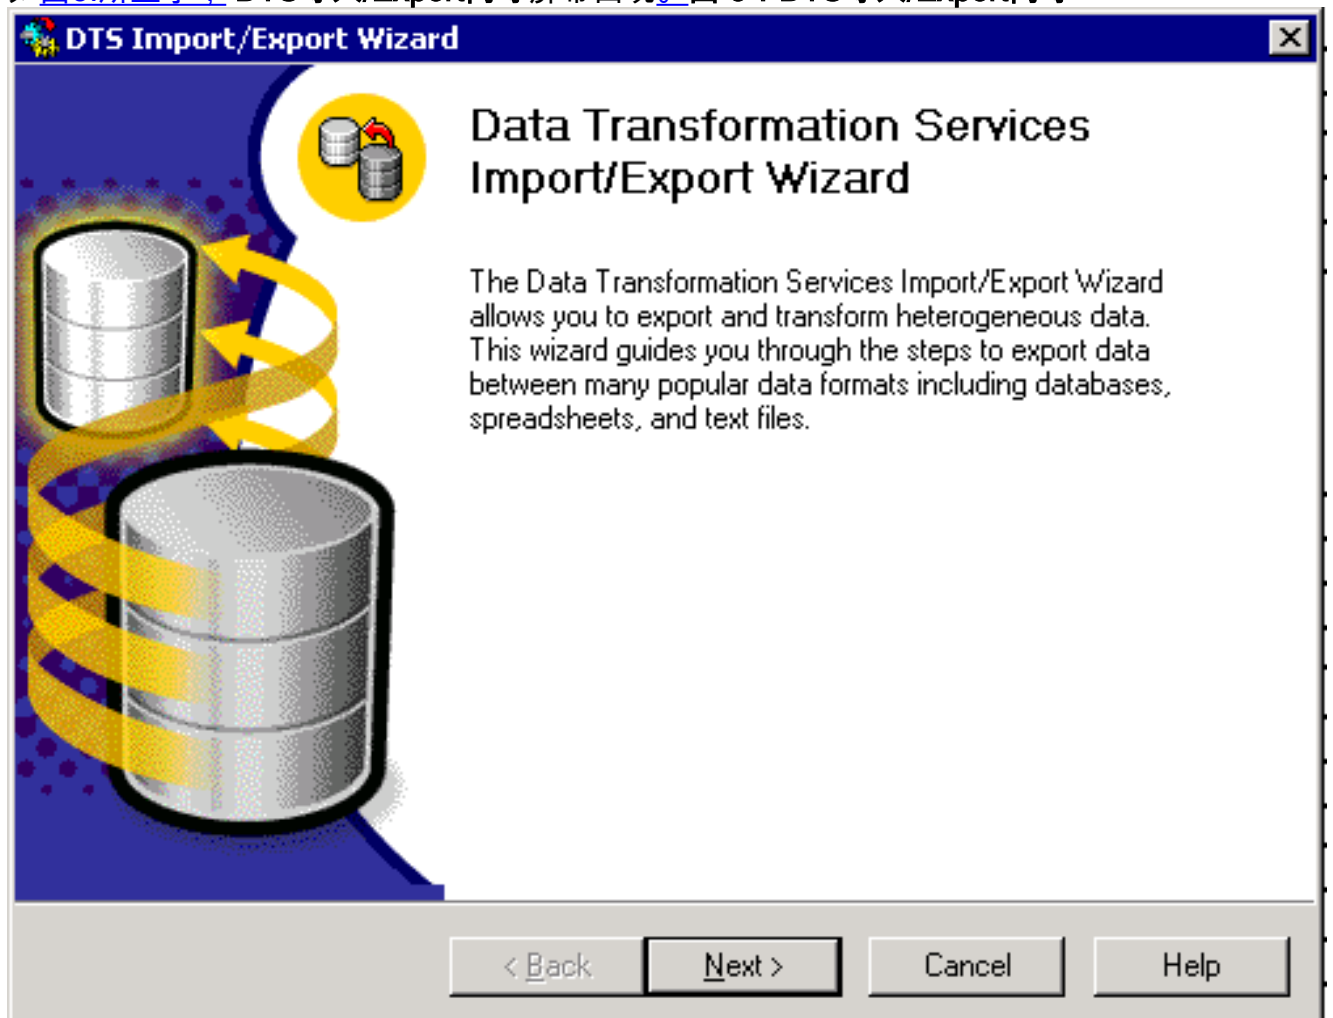 DTS Import/Export Wizard
Data Transformation Services
Import/Export Wizard
The Data Transformation Services Import/Export Wizard
allows you to export and transform heterogeneous data.
This wizard guides you through the steps to export data
between many popular data formats including databases,
spreadsheets, and text files.
< Back
Next >
Cancel
Help